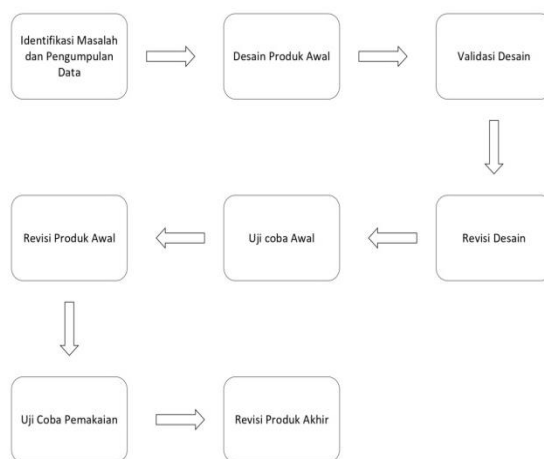 Identifikasi Masalah
dan Pengumpulan
Data
Desain Produk Awal
Validasi Desain
Revisi Produk Awal
Uji coba Awal
Revisi Desain
Uji Coba Pemakaian
Revisi Produk Akhir